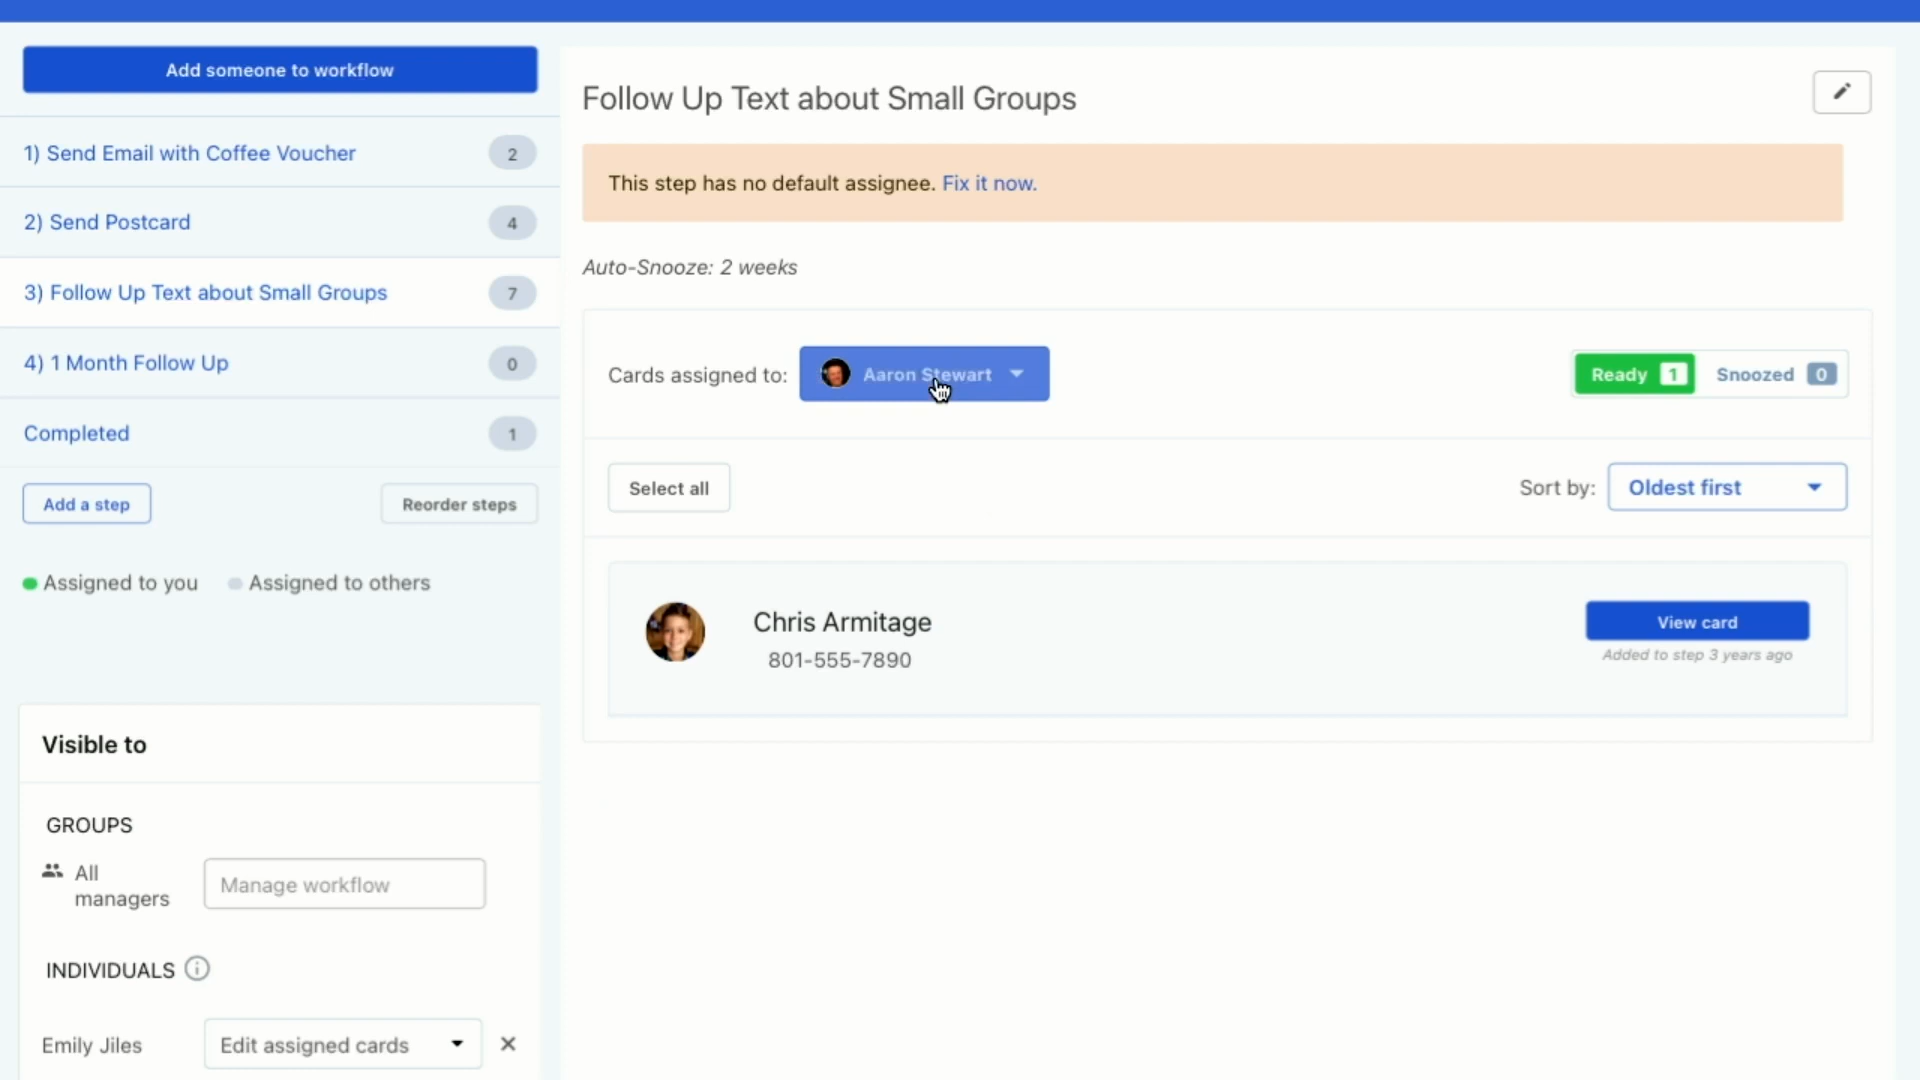 Add someone to workflow
1) Send Email with Coffee Voucher 2
2) Send Postcard 4
3) Follow Up Text about Small Groups 7
4) 1 Month Follow Up 0
Completed 1
Add a step Reorder steps
Assigned to you Assigned to others
Visible to
GROUPS
All
managers
Manage workflow
INDIVIDUALS
Emily Jiles Edit assigned cards
Follow Up Text about Small Groups
This step has no default assignee. Fix it now.
Auto-Snooze: 2 weeks
Cards assigned to: Aaron Stewart Ready 1 Snoozed 0
Select all Sort by: Oldest first
Chris Armitage
801-555-7890
View card
Added to step 3 years ago